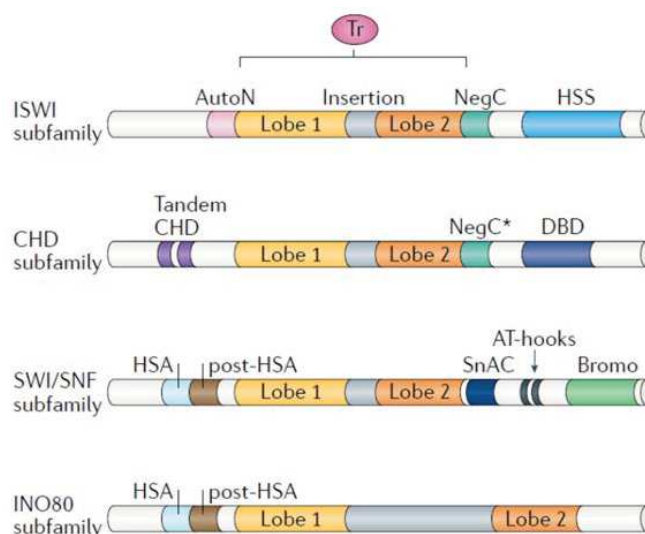 Tr
AutoN Insertion NegC HSS
ISWI
subfamily
Lobe 1 Lobe 2
Tandem
CHD NegC* DBD
CHD
subfamily
Lobe 1 Lobe 2
AT-hooks
HSA post-HSA SnAC Bromo
SWI/SNF
subfamily
Lobe 1 Lobe 2
HSA post-HSA
INO80
subfamily
Lobe 1 Lobe 2